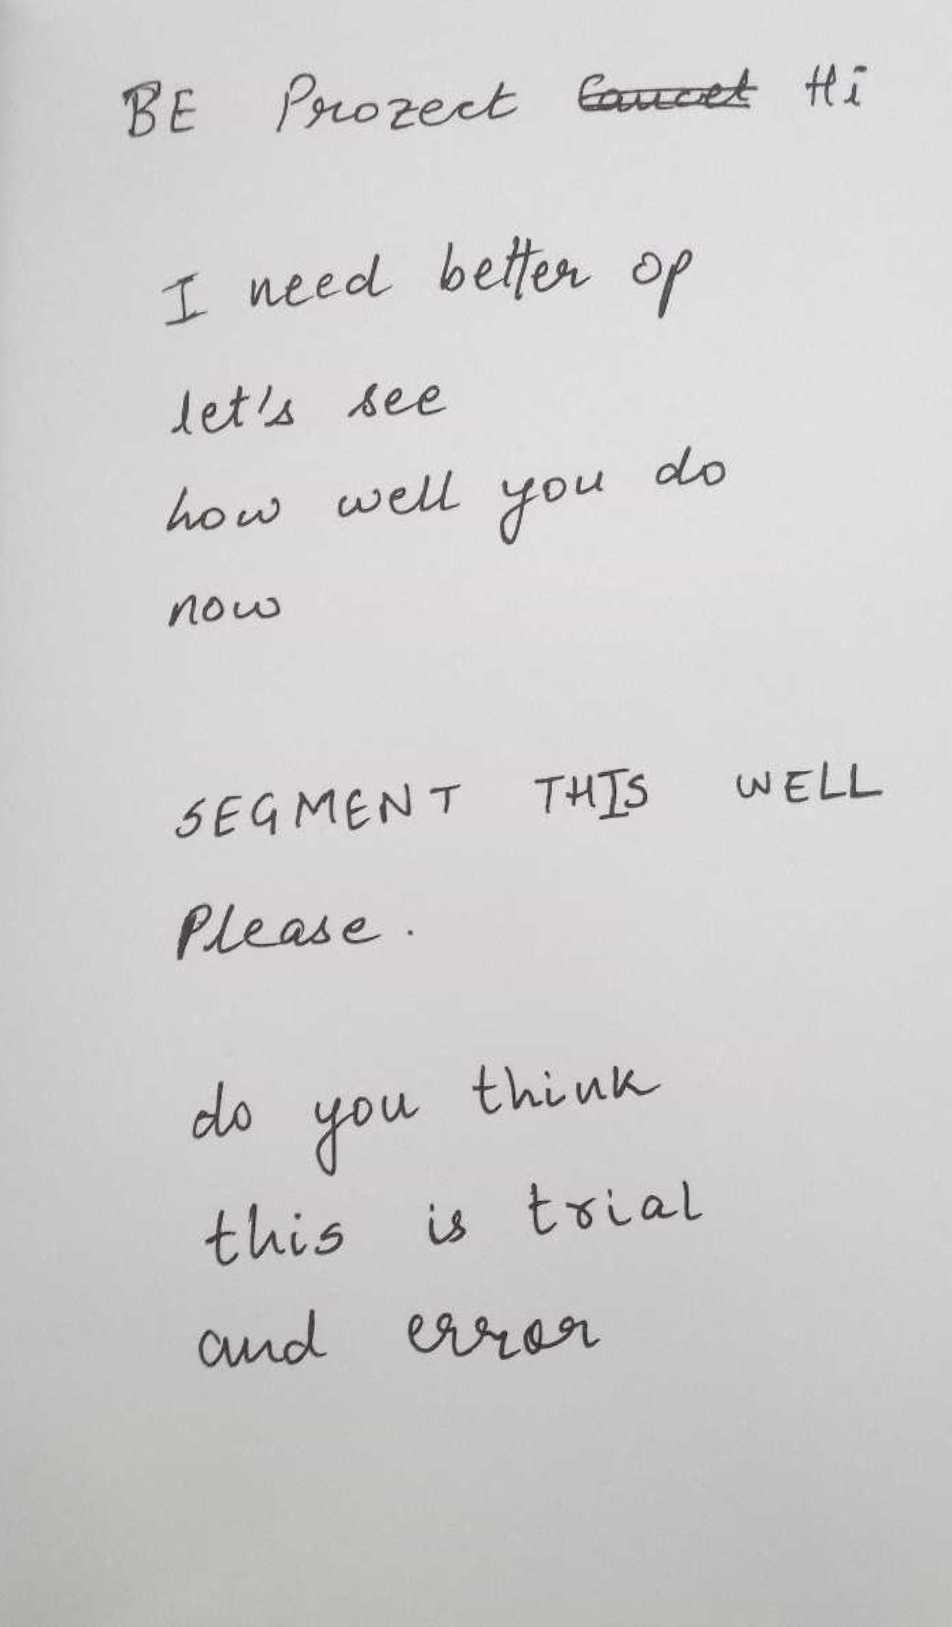 BE Prozect Hi
I need better op
let's see
how well you do
now
SEGMENT THIS WELL
Please.
do you think
this is trial
and error